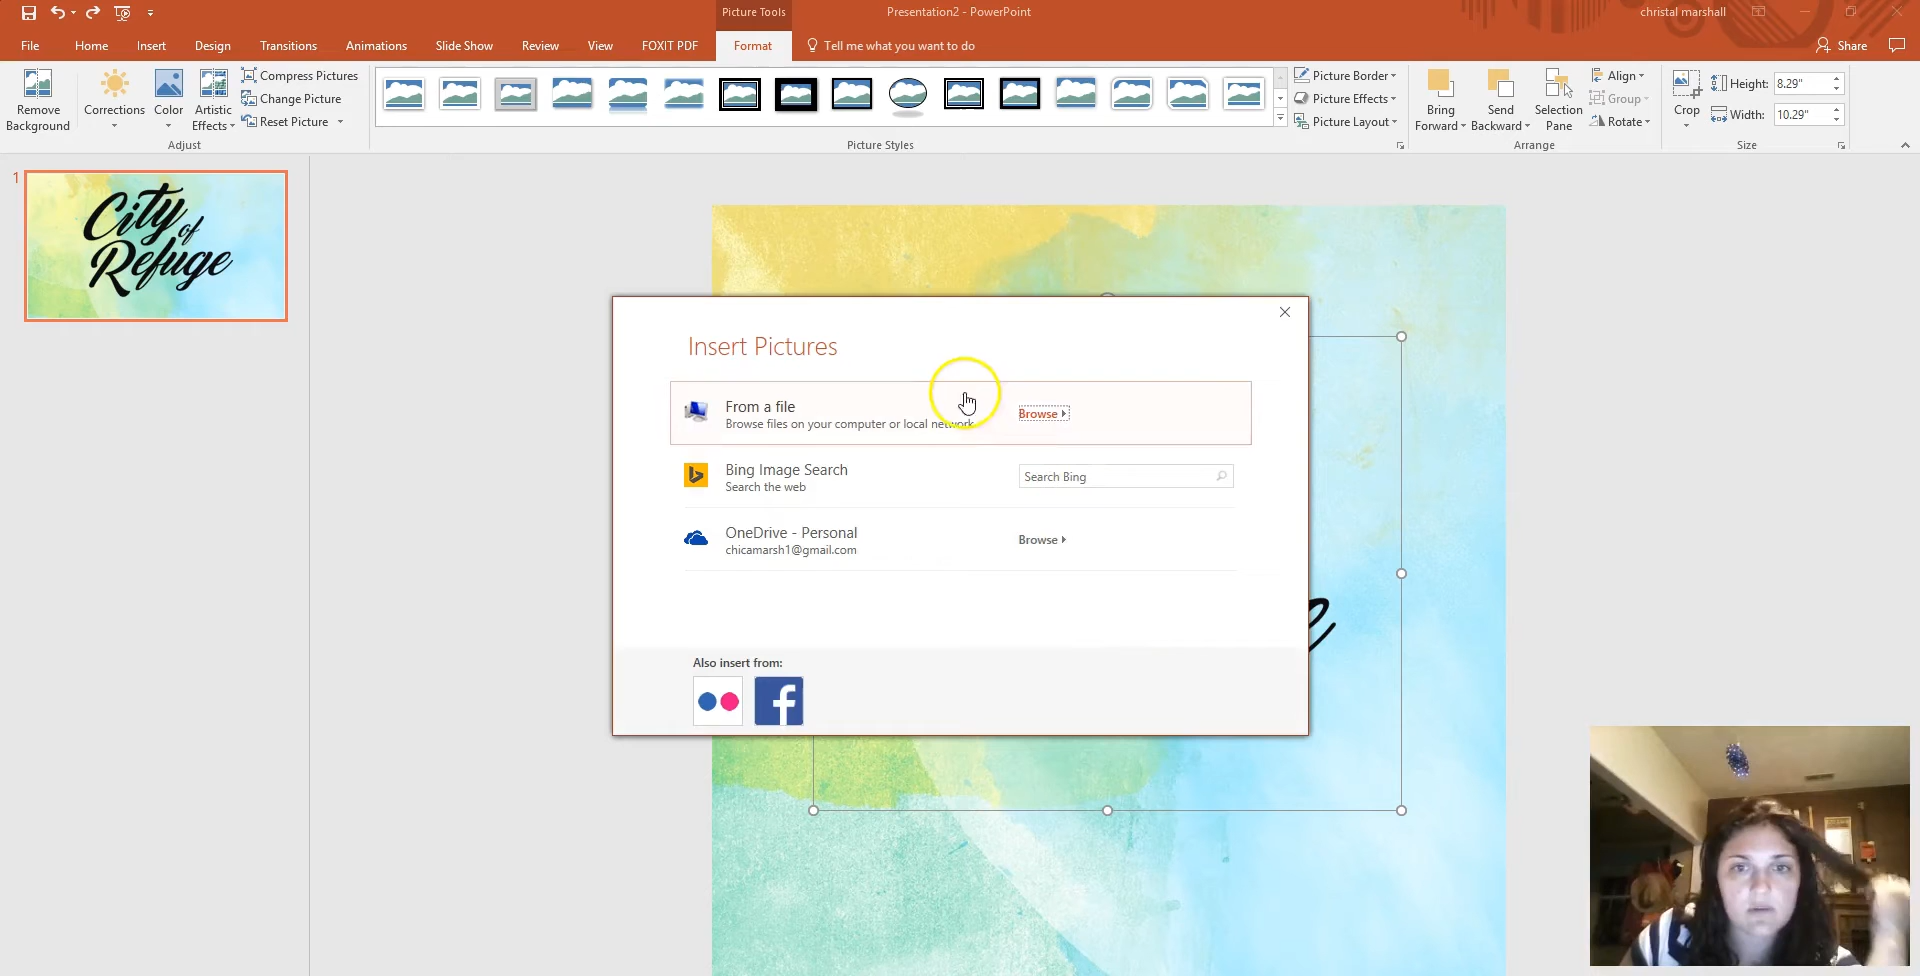 Picture Tools
Presentation2 - PowerPoint
christal marshall
File Home Insert Design Transitions Animations Slide Show Review View FOXIT PDF Format Tell me what you want to do Share
Remove Background
Corrections
Color
Artistic Effects
Compress Pictures
Change Picture
Reset Picture
Adjust
Picture Styles
Picture Border
Picture Effects
Picture Layout
Bring Forward
Send Backward
Selection Pane
Align
Group
Rotate
Arrange
Crop
Height: 8.29"
Width: 10.29"
Size
1
City
of
Refuge
Insert Pictures
From a file
Browse files on your computer or local network
Browse
Bing Image Search
Search the web
Search Bing
OneDrive - Personal
chicamarsh1@gmail.com
Browse
Also insert from:
e